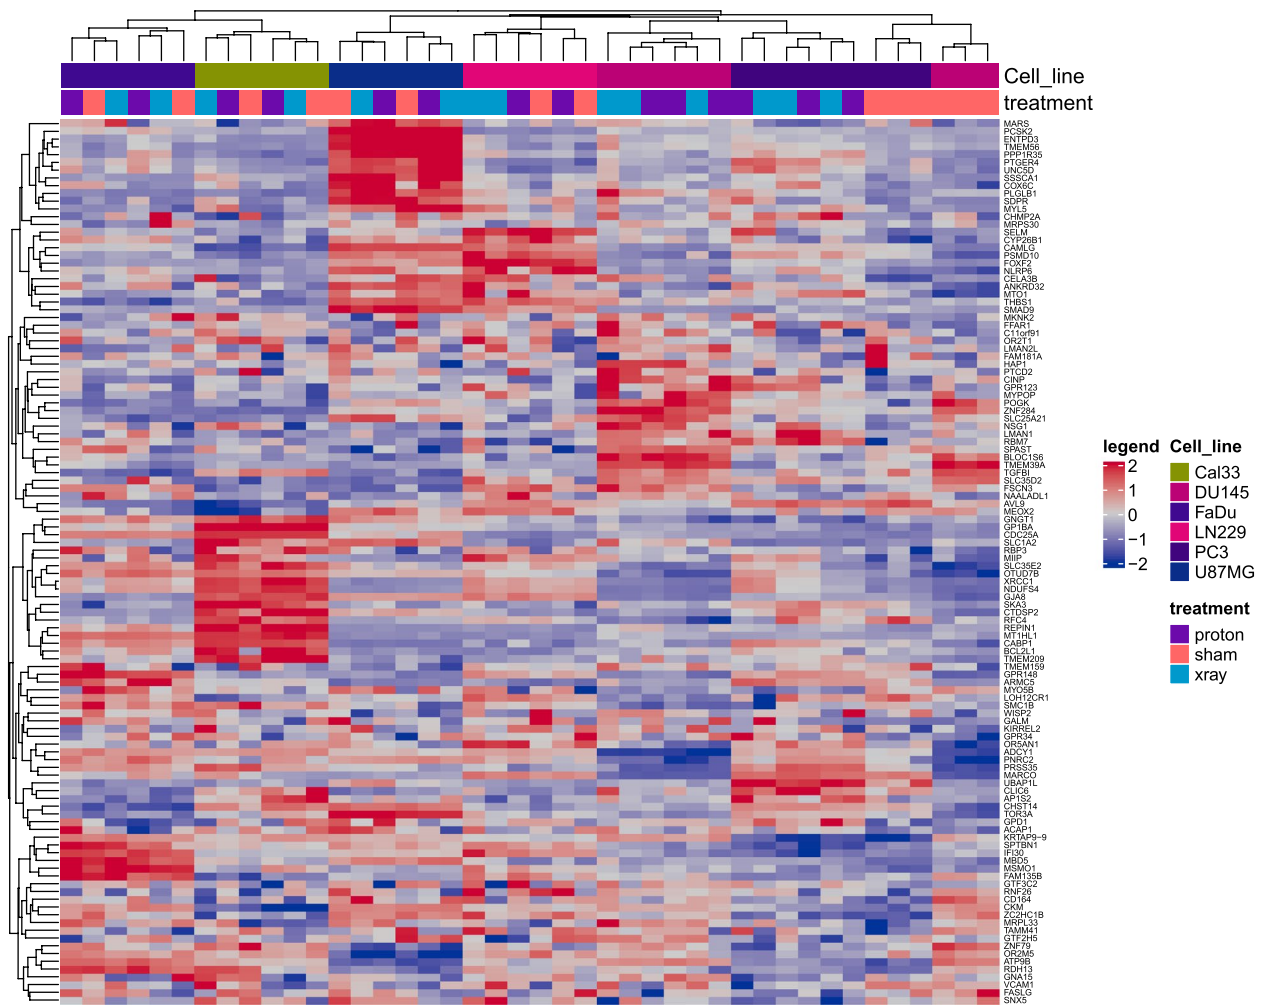 Cell_line
treatment
MARS
PCSK2
ENTPD3
TMEM56
PPP1R35
PTGER4
UNC5D
SSSCA1
COX6C
PLGLB1
SDPR
MYL5
CHMP2A
MRPS30
SELM
CYP26B1
CAMLG
PSMD10
FOXF2
NLRP6
CELA3B
ANKRD32
MTO1
THBS1
SMAD9
MKNK2
FFAR1
C11orf91
OR2T1
LMAN2L
FAM181A
HAP1
PTCD2
CINP
GPR123
MYPOP
POGK
ZNF284
SLC25A21
NSG1
LMAN1
RBM7
SPAST
BLOC1S6
TMEM39A
TGFBI
SLC35D2
FSCN3
NAALADL1
AVL9
MEOX2
GNGT1
GP1BA
CDC25A
SLC1A2
RBP3
MIIP
SLC35E2
OTUD7B
XRCC1
NDUFS4
GJA8
SKA3
CTDSP2
RFC4
REPIN1
MT1HL1
CABP1
BCL2L1
TMEM209
TMEM159
GPR148
ARMC5
MYO5B
LOH12CR1
SMC1B
WISP2
GALM
KIRREL2
GPR34
OR5AN1
ADCY1
PNRC2
PRSS35
MARCO
UBAP1L
CLIC6
AP1S2
CHST14
TOR3A
GPD1
ACAP1
KRTAP9−9
SPTBN1
IFI30
MBD5
MSMO1
FAM135B
GTF3C2
RNF26
CD164
CKM
ZC2HC1B
MRPL33
TAMM41
GTF2H5
ZNF79
OR2M5
ATP9B
RDH13
GNA15
VCAM1
FASLG
SNX5
legend
2
1
0
−1
−2
Cell_line
Cal33
DU145
FaDu
LN229
PC3
U87MG
treatment
proton
sham
xray